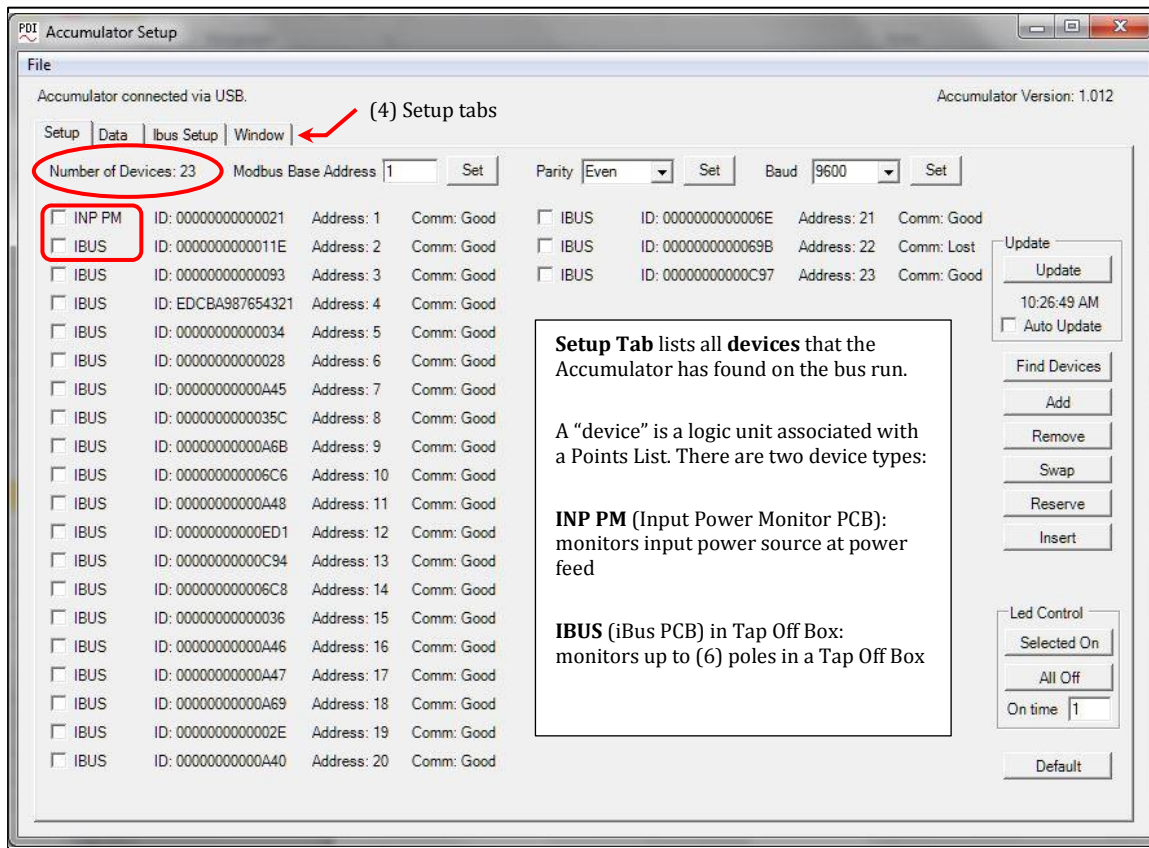 PDI Accumulator Setup
File
Accumulator connected via USB.
Accumulator Version: 1.012
(4) Setup tabs
Setup Data Ibus Setup Window
Number of Devices: 23 Modbus Base Address 1 Set Parity Even Set Baud 9600 Set
INP PM ID: 00000000000021 Address: 1 Comm: Good
IBUS ID: 0000000000011E Address: 2 Comm: Good
IBUS ID: 00000000000093 Address: 3 Comm: Good
IBUS ID: EDCBA987654321 Address: 4 Comm: Good
IBUS ID: 00000000000034 Address: 5 Comm: Good
IBUS ID: 00000000000028 Address: 6 Comm: Good
IBUS ID: 00000000000A45 Address: 7 Comm: Good
IBUS ID: 0000000000035C Address: 8 Comm: Good
IBUS ID: 00000000000A6B Address: 9 Comm: Good
IBUS ID: 000000000006C6 Address: 10 Comm: Good
IBUS ID: 00000000000A48 Address: 11 Comm: Good
IBUS ID: 00000000000ED1 Address: 12 Comm: Good
IBUS ID: 00000000000C94 Address: 13 Comm: Good
IBUS ID: 000000000006C8 Address: 14 Comm: Good
IBUS ID: 00000000000036 Address: 15 Comm: Good
IBUS ID: 00000000000A46 Address: 16 Comm: Good
IBUS ID: 00000000000A47 Address: 17 Comm: Good
IBUS ID: 00000000000A69 Address: 18 Comm: Good
IBUS ID: 0000000000002E Address: 19 Comm: Good
IBUS ID: 00000000000A40 Address: 20 Comm: Good
IBUS ID: 0000000000006E Address: 21 Comm: Good
IBUS ID: 0000000000069B Address: 22 Comm: Lost
IBUS ID: 00000000000C97 Address: 23 Comm: Good
Setup Tab lists all devices that the
Accumulator has found on the bus run.
A “device” is a logic unit associated with
a Points List. There are two device types:
INP PM (Input Power Monitor PCB):
monitors input power source at power
feed
IBUS (iBus PCB) in Tap Off Box:
monitors up to (6) poles in a Tap Off Box
Update
Update
10:26:49 AM
Auto Update
Find Devices
Add
Remove
Swap
Reserve
Insert
Led Control
Selected On
All Off
On time 1
Default